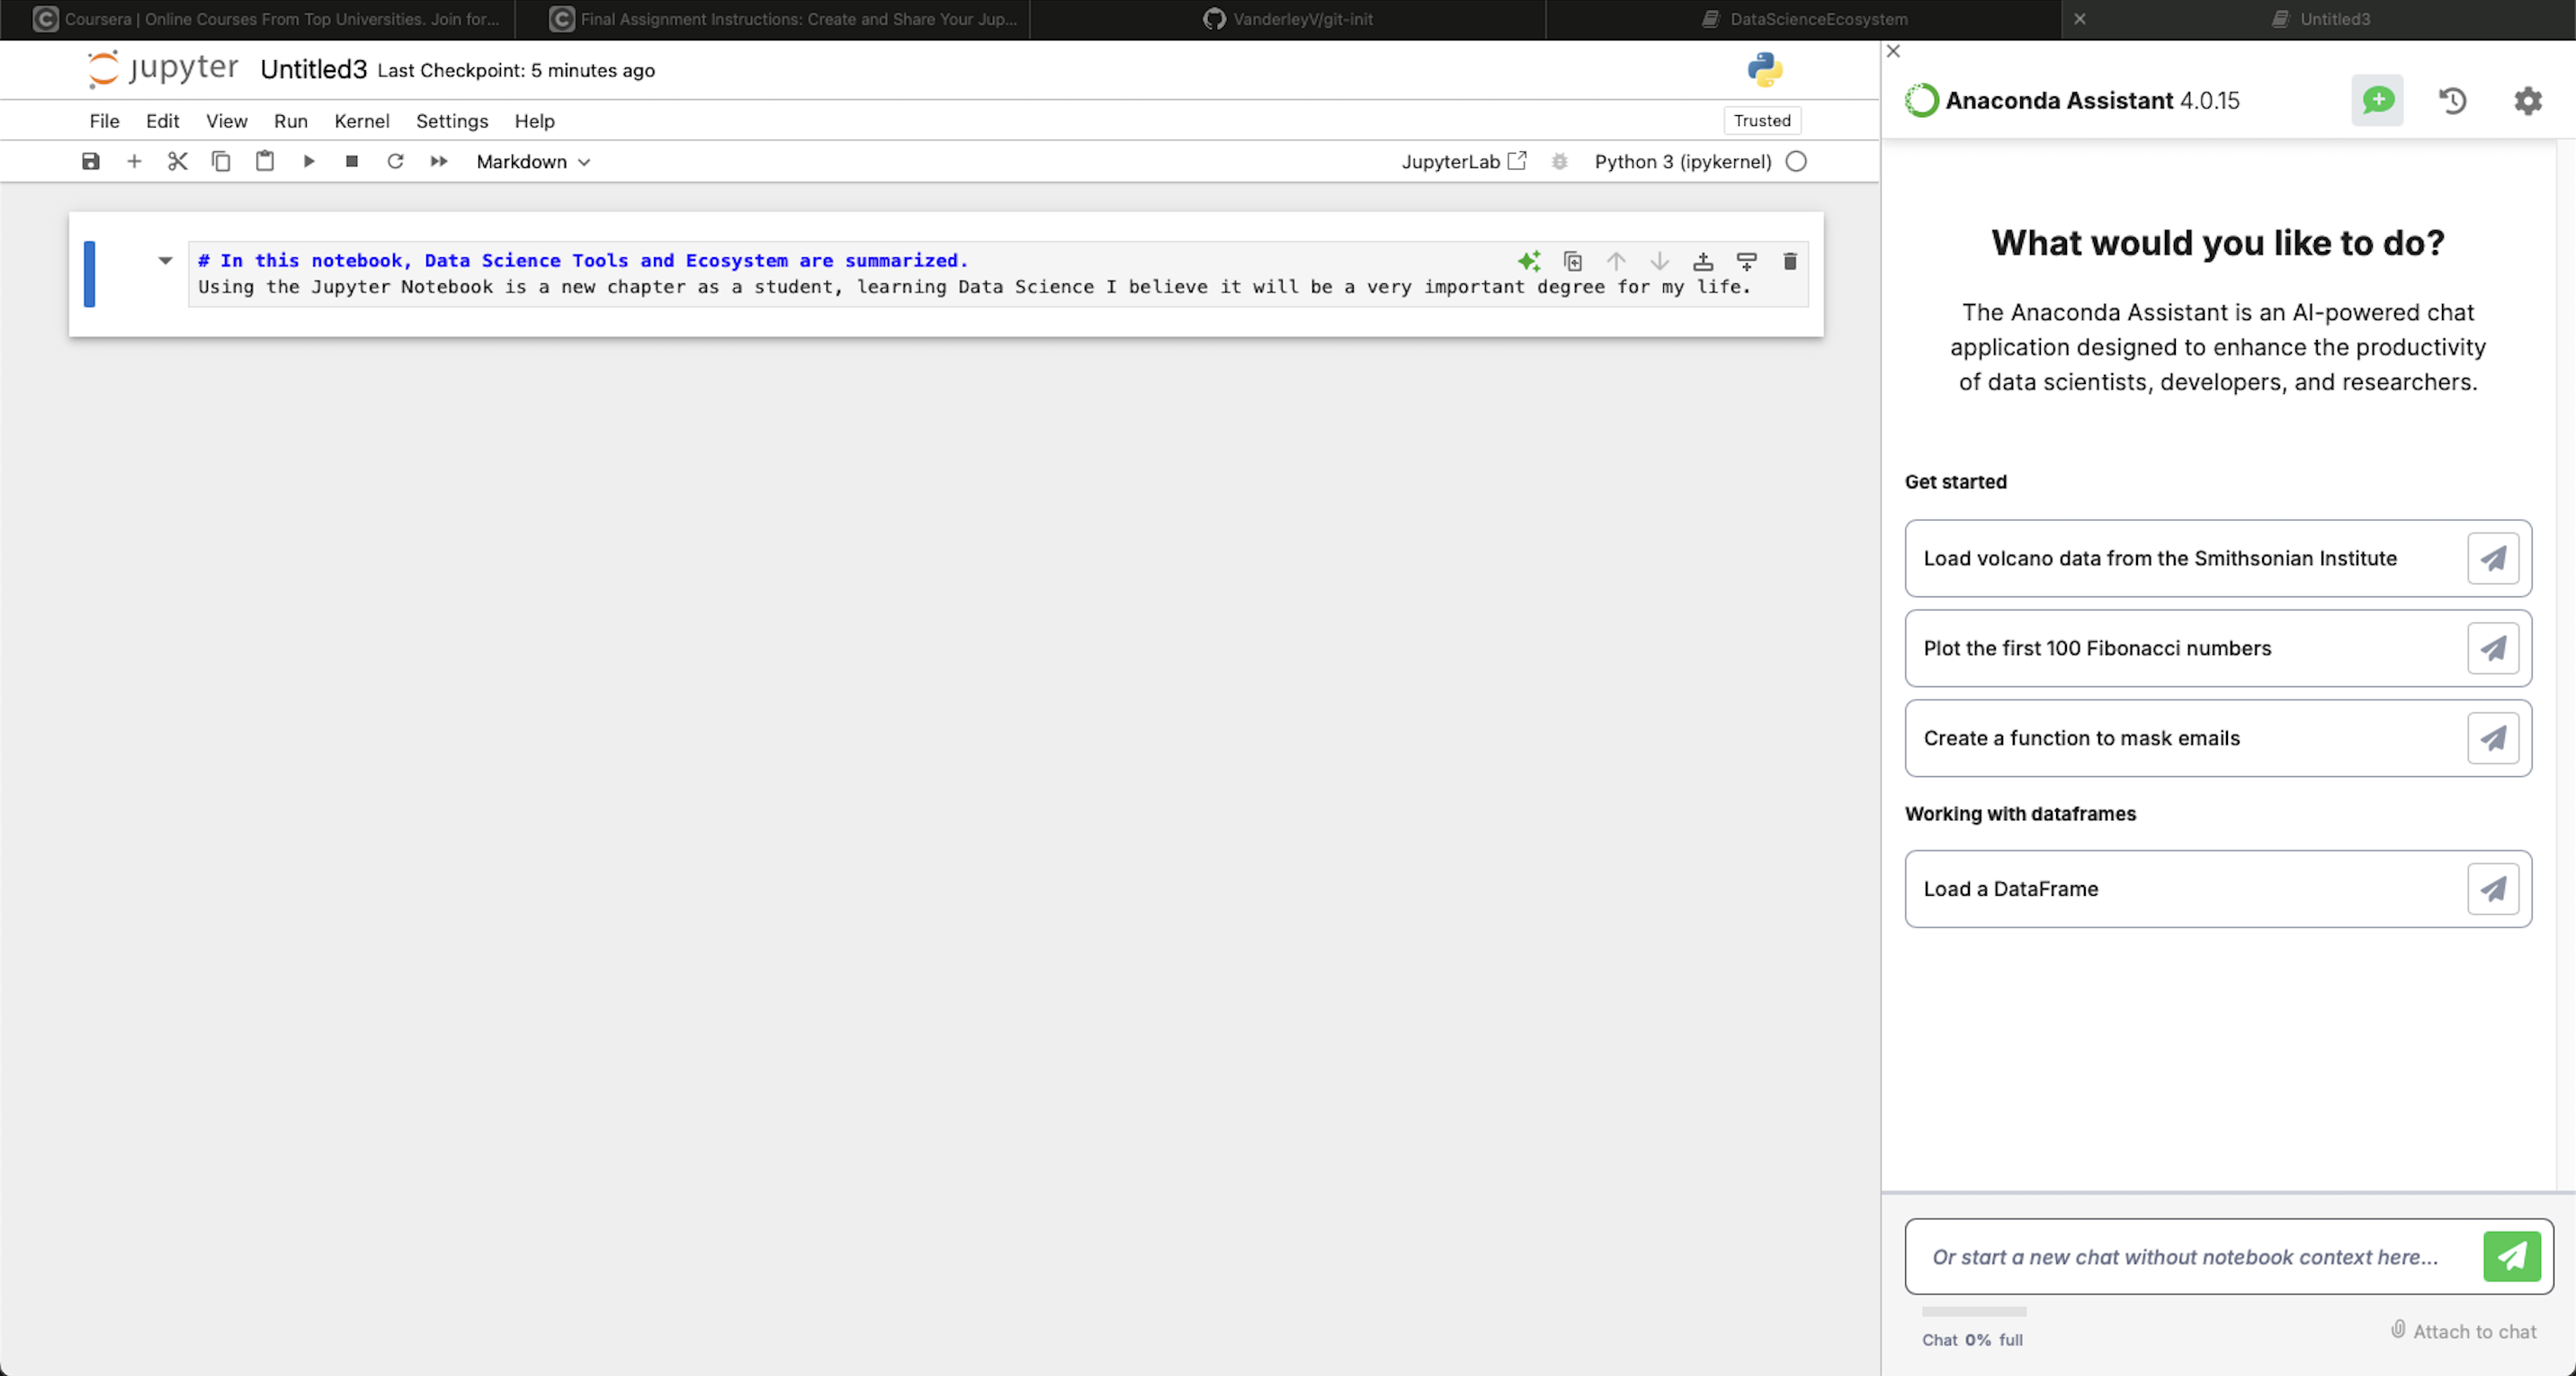 Coursera | Online Courses From Top Universities. Join for...
Final Assignment Instructions: Create and Share Your Jup...
VanderleyV/git-init
DataScienceEcosystem
Untitled3
jupyter Untitled3 Last Checkpoint: 5 minutes ago
File Edit View Run Kernel Settings Help
Trusted
Markdown
JupyterLab
Python 3 (ipykernel)
# In this notebook, Data Science Tools and Ecosystem are summarized.
Using the Jupyter Notebook is a new chapter as a student, learning Data Science I believe it will be a very important degree for my life.
Anaconda Assistant 4.0.15
What would you like to do?
The Anaconda Assistant is an AI-powered chat
application designed to enhance the productivity
of data scientists, developers, and researchers.
Get started
Load volcano data from the Smithsonian Institute
Plot the first 100 Fibonacci numbers
Create a function to mask emails
Working with dataframes
Load a DataFrame
Or start a new chat without notebook context here...
Chat 0% full
Attach to chat